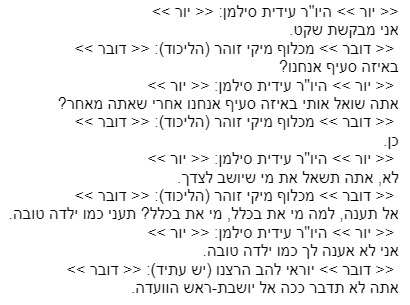 << יור >> היו"ר עידית סילמן: << יור >>
אני מבקשת שקט.
<< דובר >> מכלוף מיקי זוהר (הליכוד): << דובר >>
באיזה סעיף אנחנו?
<< יור >> היו"ר עידית סילמן: << יור >>
אתה שואל אותי באיזה סעיף אנחנו אחרי שאתה מאחר?
<< דובר >> מכלוף מיקי זוהר (הליכוד): << דובר >>
כן.
<< יור >> היו"ר עידית סילמן: << יור >>
לא, אתה תשאל את מי שיושב לצדך.
<< דובר >> מכלוף מיקי זוהר (הליכוד): << דובר >>
אל תענה, למה מי את בכלל, מי את בכלל? תעני כמו ילדה טובה.
<< יור >> היו"ר עידית סילמן: << יור >>
אני לא אענה לך כמו ילדה טובה.
<< דובר >> יוראי להב הרצנו (יש עתיד): << דובר >>
אתה לא תדבר ככה אל יושבת-ראש הוועדה.